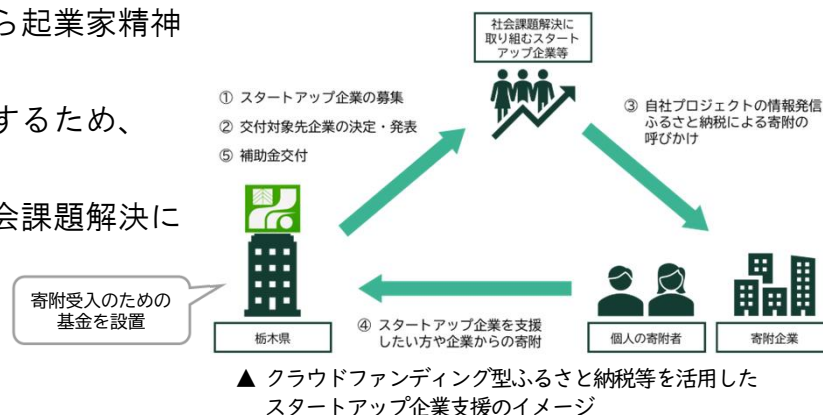 ら起業家精神
するため、
会課題解決に
社会課題解決に
取り組むスタート
アップ企業等
① スタートアップ企業の募集
② 交付対象先企業の決定・発表
⑤ 補助金交付
③ 自社プロジェクトの情報発信
ふるさと納税による寄附の
呼びかけ
寄附受入のための
基金を設置
栃木県
④ スタートアップ企業を支援
したい方や企業からの寄附
個人の寄附者
寄附企業
▲ クラウドファンディング型ふるさと納税等を活用した
スタートアップ企業支援のイメージ